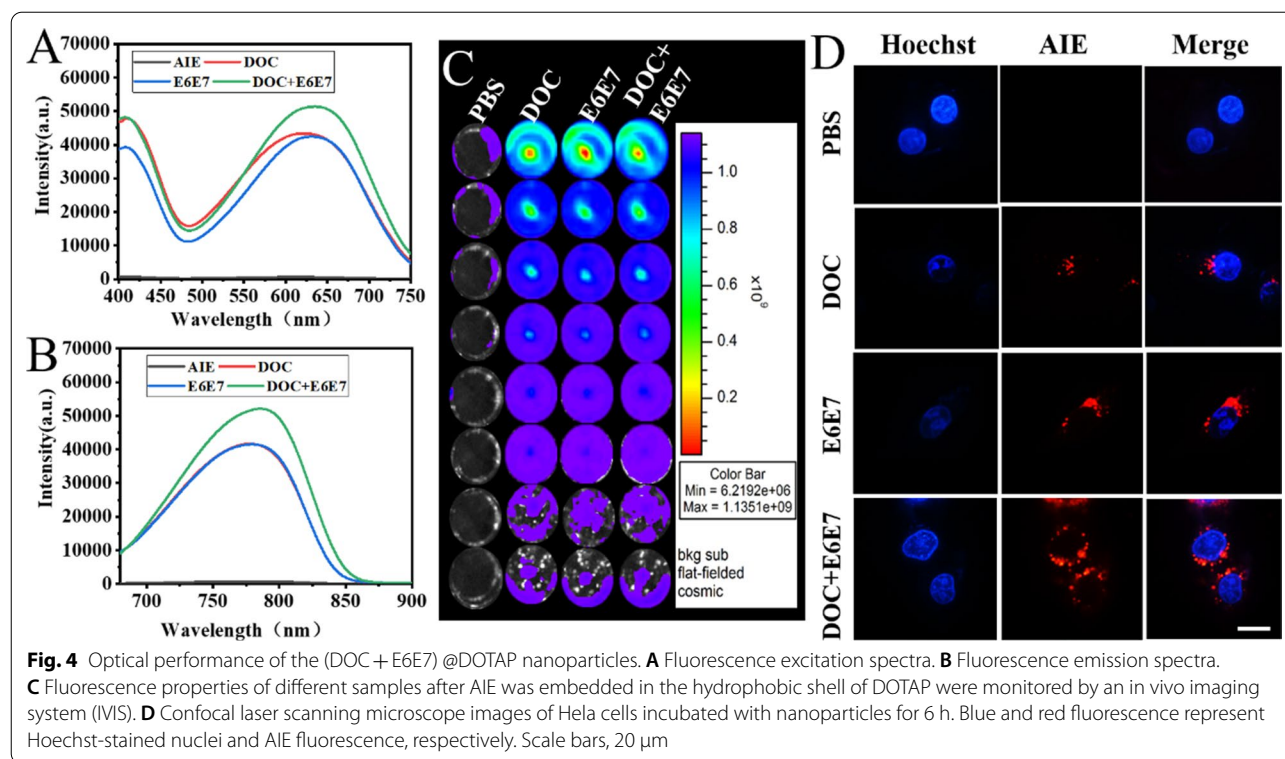 A
70000
60000
50000
40000
30000
20000
10000
0
Intensity(a.u.)
AIE DOC
E6E7 DOC+E6E7
400 450 500 550 600 650 700 750
Wavelength（nm）
B
70000
60000
50000
40000
30000
20000
10000
0
Intensity(a.u.)
AIE DOC
E6E7 DOC+E6E7
700 750 800 850 900
Wavelength（nm）
C
PBS
DOC
E6E7
DOC+
E6E7
1.0
0.8
0.6
0.4
0.2
x10⁹
Color Bar
Min = 6.2192e+06
Max = 1.1351e+09
bkg sub
flat-fielded
cosmic
D
Hoechst AIE Merge
PBS
DOC
E6E7
DOC+E6E7
Fig. 4 Optical performance of the (DOC + E6E7) @DOTAP nanoparticles. A Fluorescence excitation spectra. B Fluorescence emission spectra.
C Fluorescence properties of different samples after AIE was embedded in the hydrophobic shell of DOTAP were monitored by an in vivo imaging
system (IVIS). D Confocal laser scanning microscope images of Hela cells incubated with nanoparticles for 6 h. Blue and red fluorescence represent
Hoechst-stained nuclei and AIE fluorescence, respectively. Scale bars, 20 μm